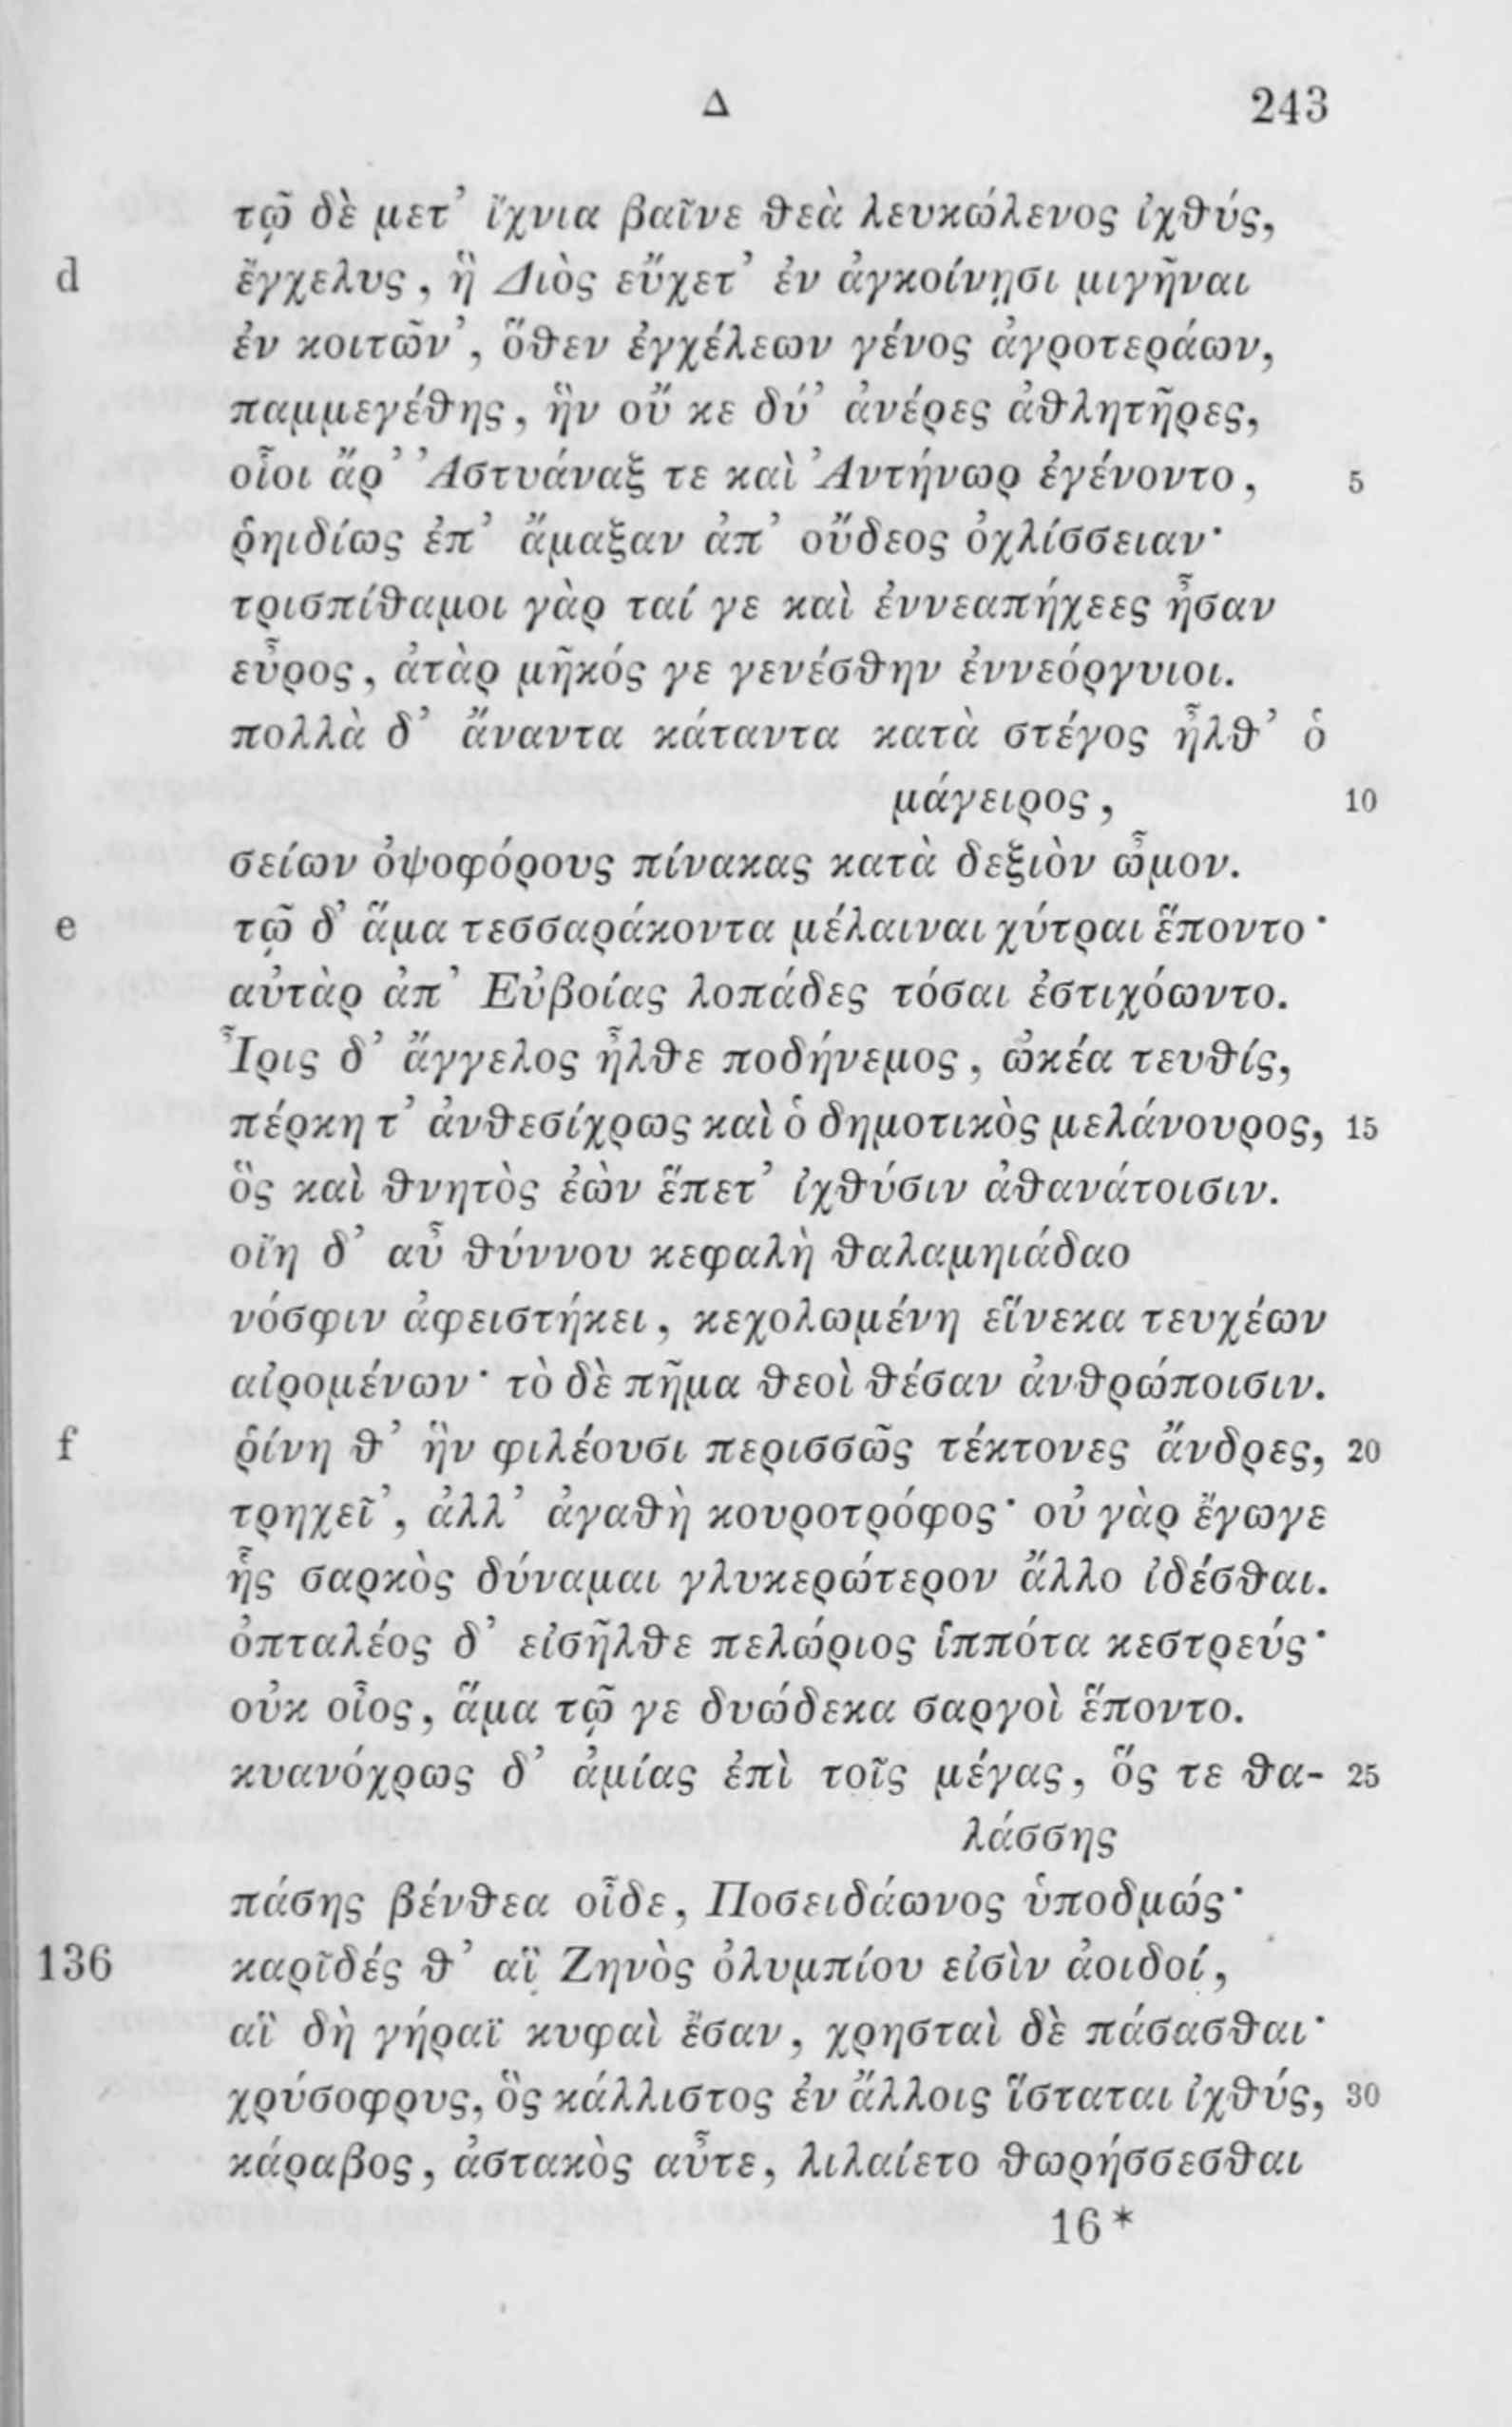 Δ 243
τῷ δὲ μετ’ ἴχνια βαῖνε θεὰ λευκώλενος ἰχθύς,
d ἔγχελυς, ἣ Διὸς εὔχετ’ ἐν ἀγκοίνῃσι μιγῆναι
ἐν κοιτῶν’, ὅθεν ἐγχέλεων γένος ἀγροτεράων,
παμμεγέθης, ἣν οὔ κε δύ’ ἀνέρες ἀθλητῆρες,
οἷοι ἄρ’ Ἀστυάναξ τε καὶ Ἀντήνωρ ἐγένοντο, 5
ῥηιδίως ἐπ’ ἄμαξαν ἀπ’ οὔδεος ὀχλίσσειαν·
τρισπίθαμοι γὰρ ταί γε καὶ ἐννεαπήχεες ἦσαν
εὖρος, ἀτὰρ μῆκός γε γενέσθην ἐννεόργυιοι.
πολλὰ δ’ ἄναντα κάταντα κατὰ στέγος ἦλθ’ ὁ
μάγειρος, 10
σείων ὀψοφόρους πίνακας κατὰ δεξιὸν ὦμον.
e τῷ δ’ ἅμα τεσσαράκοντα μέλαιναι χύτραι ἕποντο·
αὐτὰρ ἀπ’ Εὐβοίας λοπάδες τόσαι ἐστιχόωντο.
Ἶρις δ’ ἄγγελος ἦλθε ποδήνεμος, ὠκέα τευθίς,
πέρκη τ’ ἀνθεσίχρως καὶ ὁ δημοτικὸς μελάνουρος, 15
ὃς καὶ θνητὸς ἐὼν ἕπετ’ ἰχθύσιν ἀθανάτοισιν.
οἴη δ’ αὖ θύννου κεφαλὴ θαλαμηιάδαο
νόσφιν ἀφειστήκει, κεχολωμένη εἵνεκα τευχέων
αἰρομένων· τὸ δὲ πῆμα θεοὶ θέσαν ἀνθρώποισιν.
f ῥίνη θ’ ἣν φιλέουσι περισσῶς τέκτονες ἄνδρες, 20
τρηχεῖ’, ἀλλ’ ἀγαθὴ κουροτρόφος· οὐ γὰρ ἔγωγε
ἧς σαρκὸς δύναμαι γλυκερώτερον ἄλλο ἰδέσθαι.
ὀπταλέος δ’ εἰσῆλθε πελώριος ἱππότα κεστρεύς·
οὐκ οἶος, ἅμα τῷ γε δυώδεκα σαργοὶ ἕποντο.
κυανόχρως δ’ ἀμίας ἐπὶ τοῖς μέγας, ὅς τε θα- 25
λάσσης
πάσης βένθεα οἶδε, Ποσειδάωνος ὑποδμώς·
136 καρῖδές θ’ αἳ Ζηνὸς ὀλυμπίου εἰσὶν ἀοιδοί,
αἳ δὴ γήραϊ κυφαὶ ἔσαν, χρησταὶ δὲ πάσασθαι·
χρύσοφρυς, ὃς κάλλιστος ἐν ἄλλοις ἵσταται ἰχθύς, 30
κάραβος, ἀστακὸς αὖτε, λιλαίετο θωρήσσεσθαι
16*